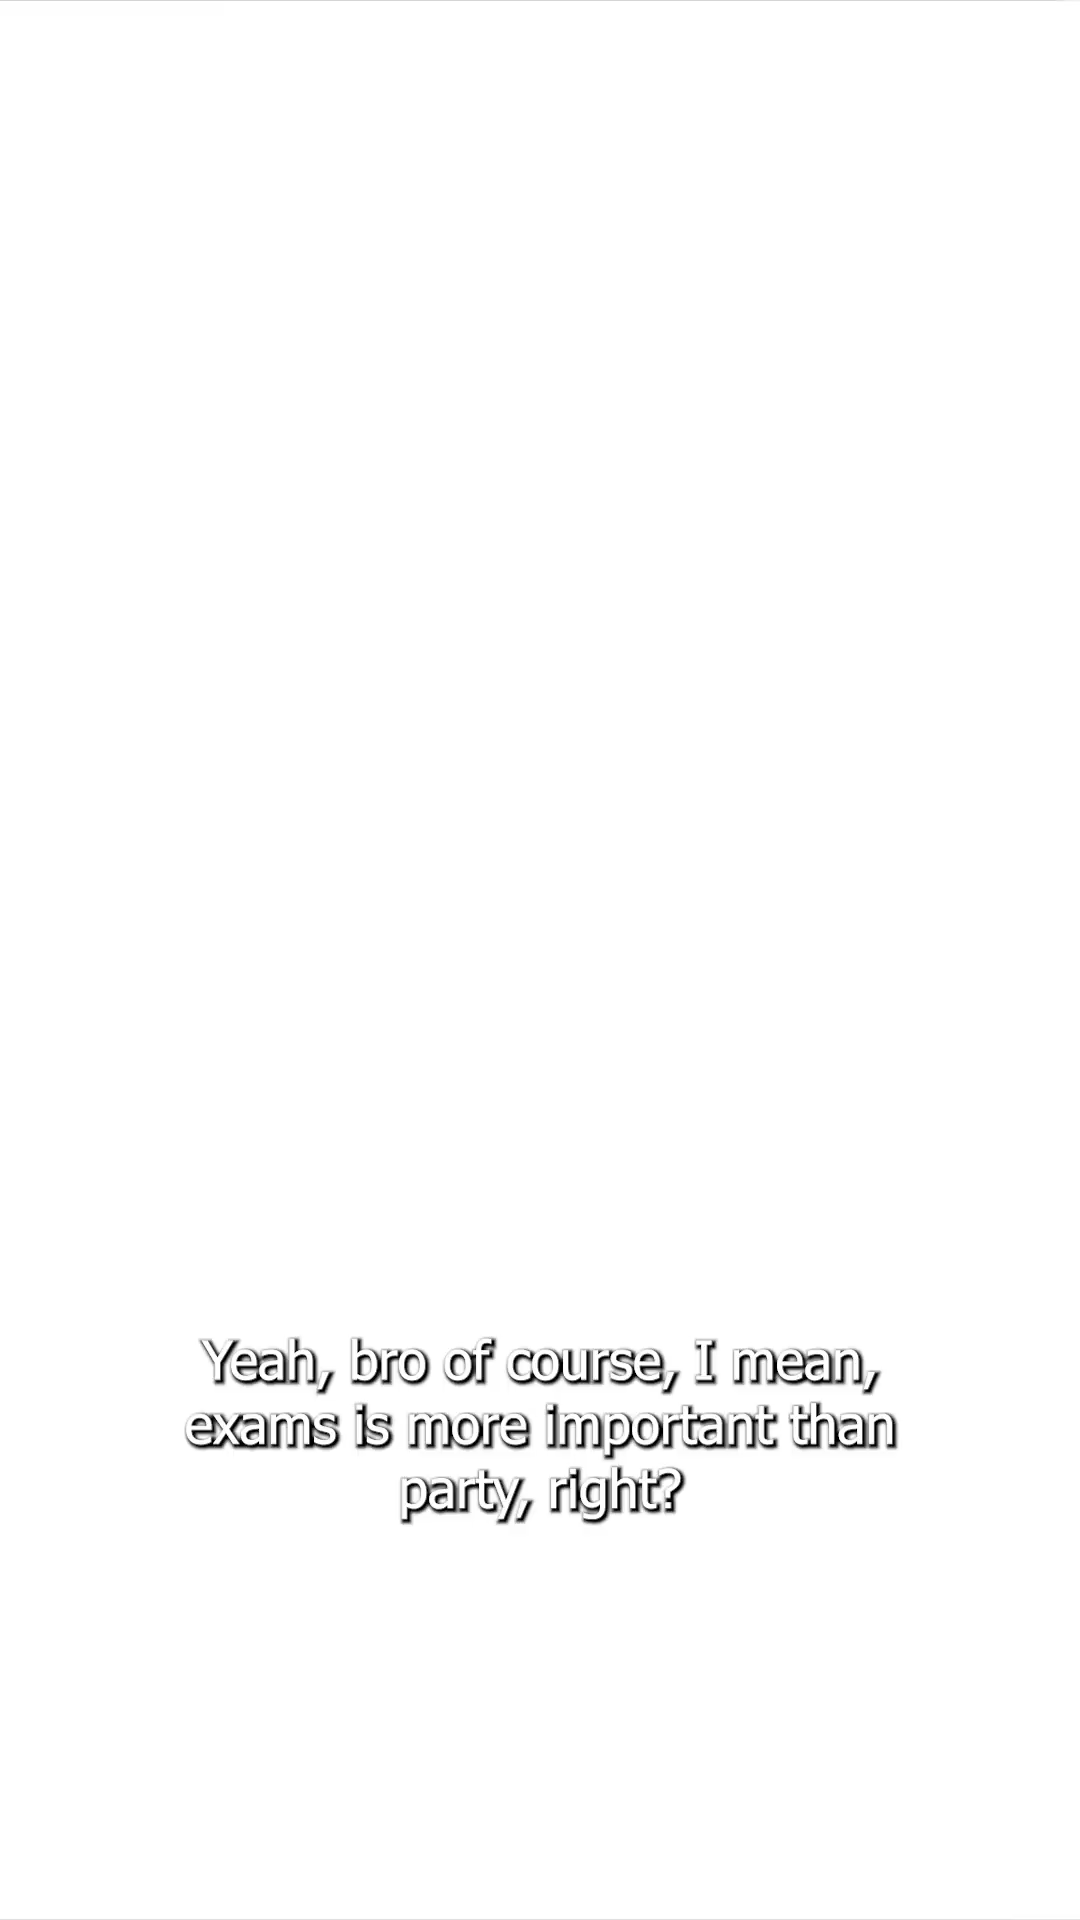 Yeah, bro of course, I mean,
exams is more important than
party, right?